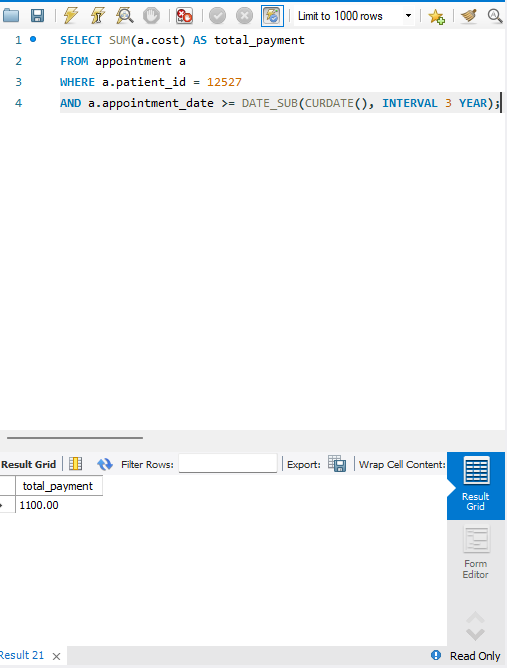 Limit to 1000 rows
1 SELECT SUM(a.cost) AS total_payment
2 FROM appointment a
3 WHERE a.patient_id = 12527
4 AND a.appointment_date >= DATE_SUB(CURDATE(), INTERVAL 3 YEAR);
Result Grid Filter Rows: Export: Wrap Cell Content:
total_payment
1100.00
Result
Grid
Form
Editor
Result 21 × Read Only